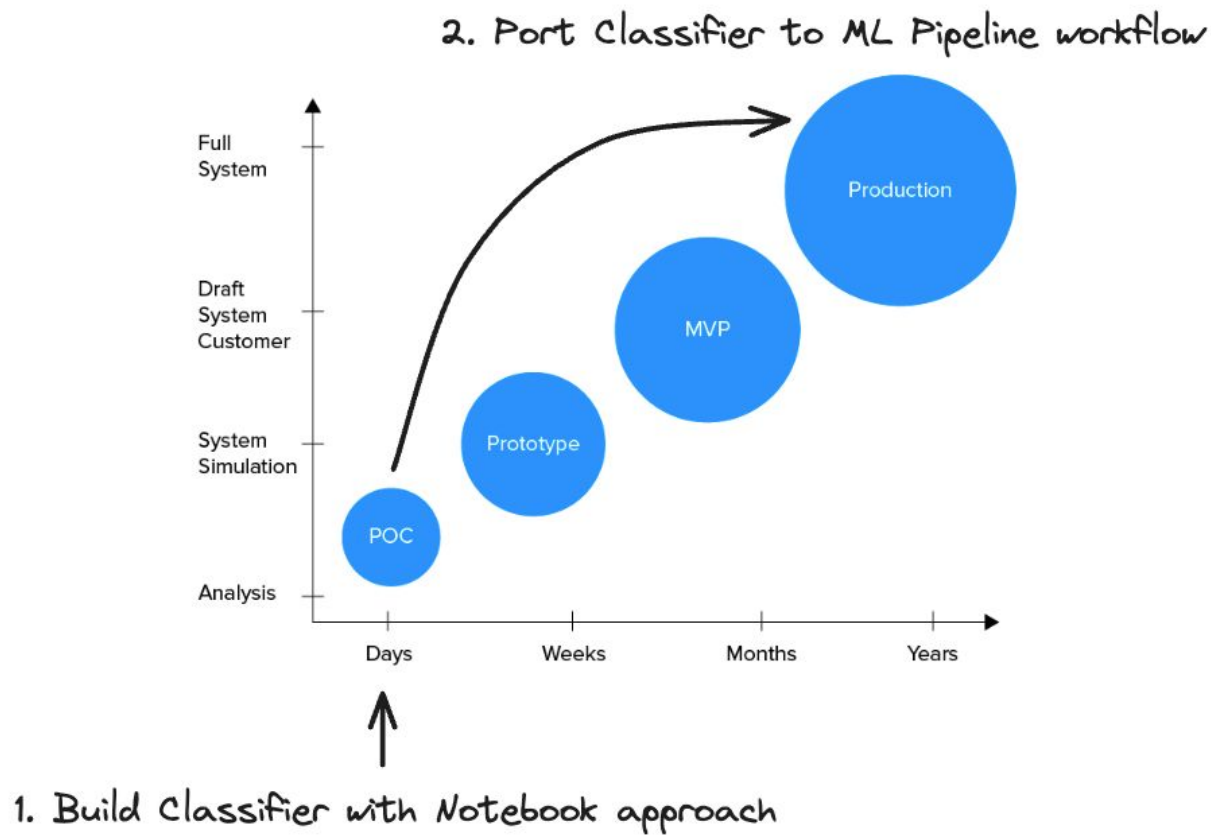 2. Port Classifier to ML Pipeline workflow
Full
System
Production
Draft
System
Customer
MVP
System
Simulation
Prototype
POC
Analysis
Days
Weeks
Months
Years
1. Build Classifier with Notebook approach